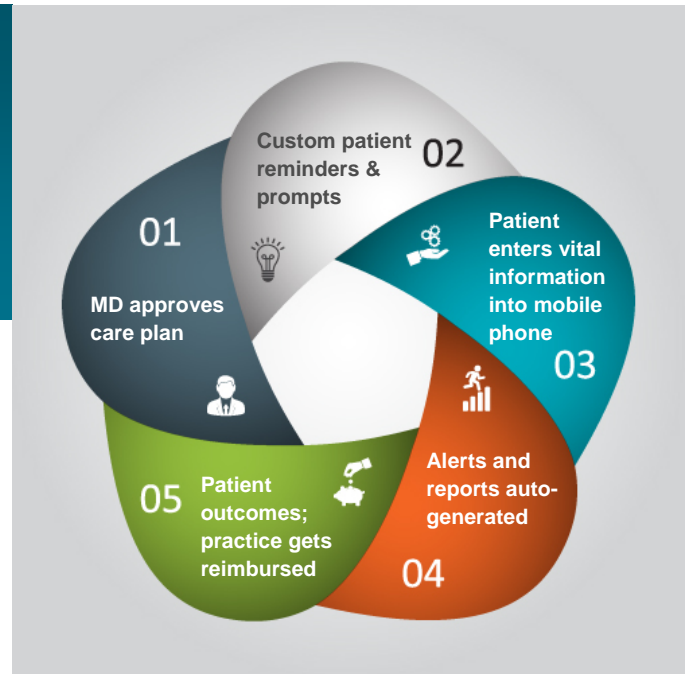 01
MD approves
care plan
Custom patient
reminders &
prompts
02
Patient
enters vital
information
into mobile
phone
03
Alerts and
reports auto-
generated
04
05
Patient
outcomes;
practice gets
reimbursed